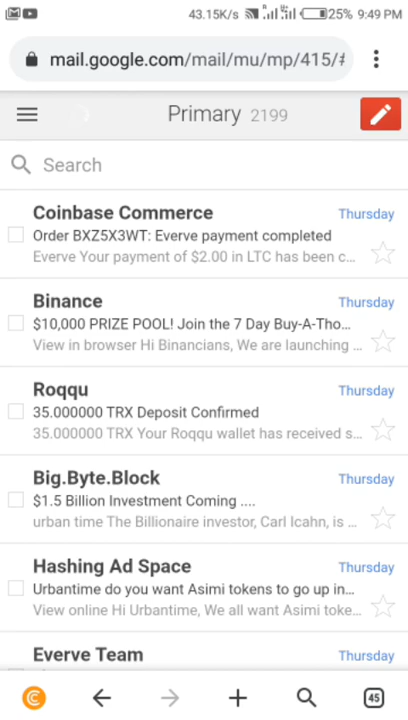 43.15K/s 25% 9:49 PM
mail.google.com/mail/mu/mp/415/#
Primary 2199
Search
Coinbase Commerce Thursday
Order BXZ5X3WT: Everve payment completed
Everve Your payment of $2.00 in LTC has been c...
Binance Thursday
$10,000 PRIZE POOL! Join the 7 Day Buy-A-Tho...
View in browser Hi Binancians, We are launching ...
Roqqu Thursday
35.000000 TRX Deposit Confirmed
35.000000 TRX Your Roqqu wallet has received s...
Big.Byte.Block Thursday
$1.5 Billion Investment Coming ....
urban time The Billionaire investor, Carl Icahn, is ...
Hashing Ad Space Thursday
Urbantime do you want Asimi tokens to go up in...
View online Hi Urbantime, We all want Asimi toke...
Everve Team Thursday
45